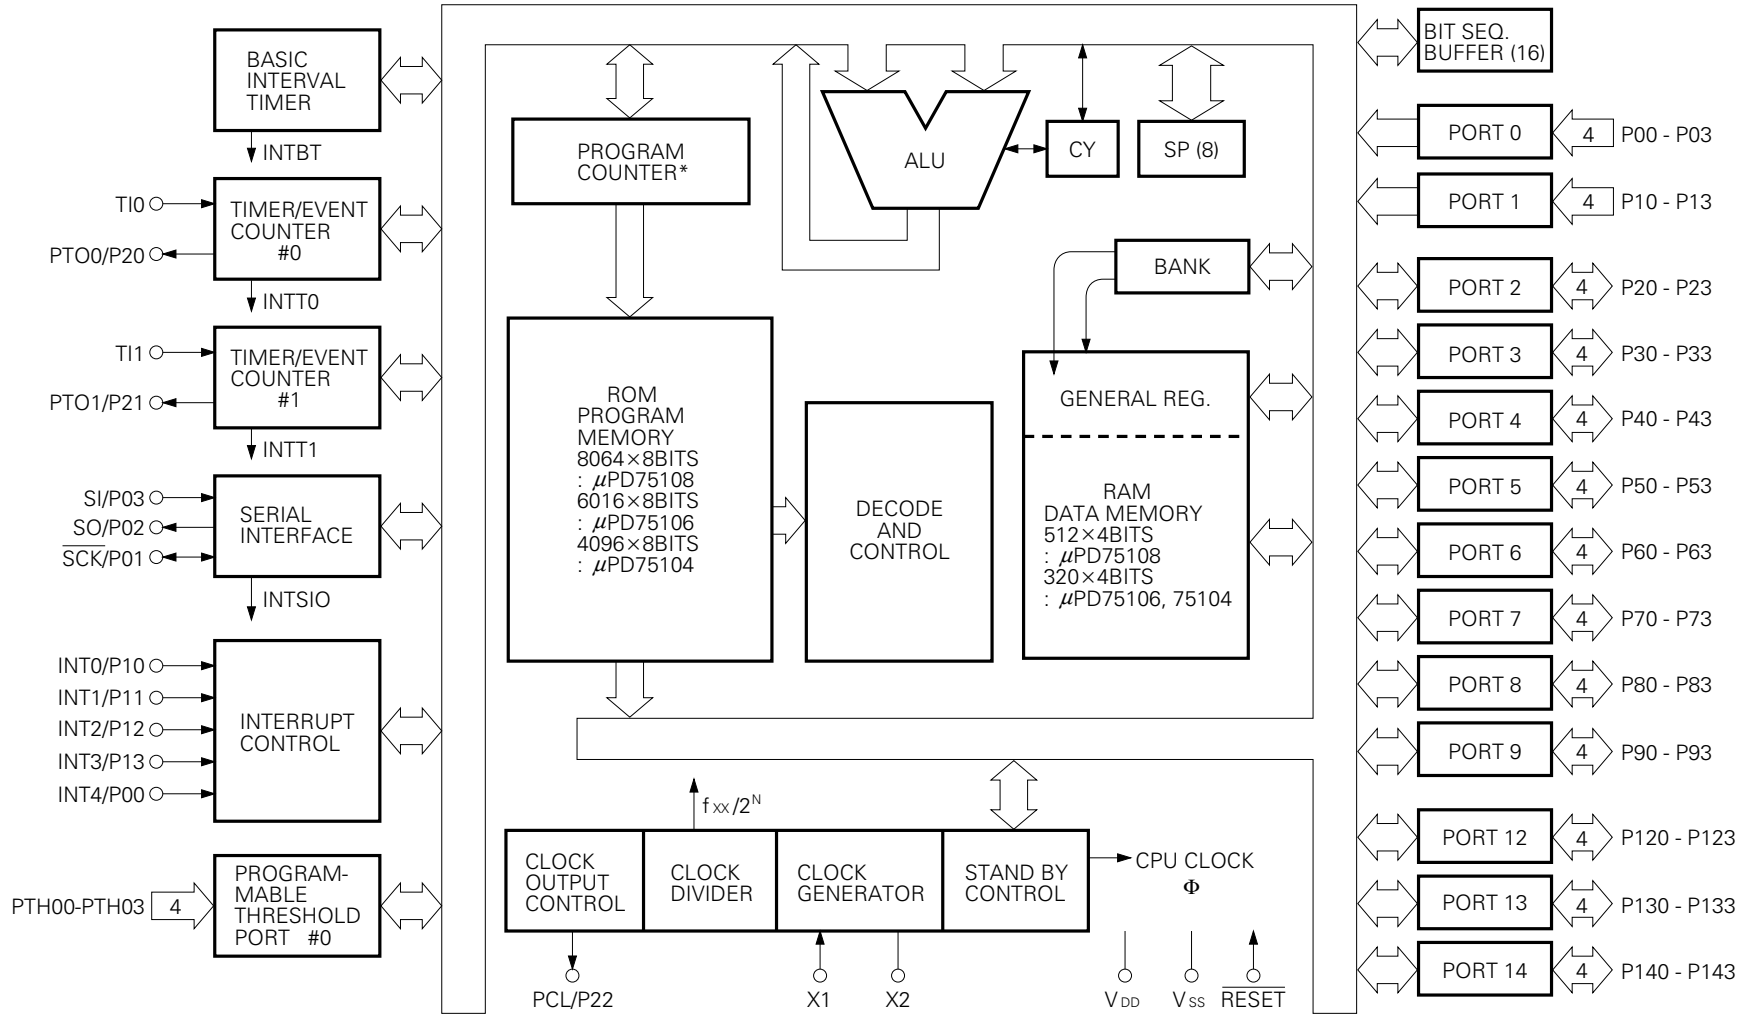 BASIC
INTERVAL
TIMER
INTBT
TI0
PTO0/P20
TIMER/EVENT
COUNTER
#0
INTT0
TI1
PTO1/P21
TIMER/EVENT
COUNTER
#1
INTT1
SI/P03
SO/P02
SCK/P01
SERIAL
INTERFACE
INTSIO
INT0/P10
INT1/P11
INT2/P12
INT3/P13
INT4/P00
INTERRUPT
CONTROL
PTH00-PTH03
4
PROGRAM-
MABLE
THRESHOLD
PORT #0
PROGRAM
COUNTER*
ALU
CY
SP (8)
BANK
ROM
PROGRAM
MEMORY
8064×8BITS
: μPD75108
6016×8BITS
: μPD75106
4096×8BITS
: μPD75104
DECODE
AND
CONTROL
GENERAL REG.
RAM
DATA MEMORY
512×4BITS
: μPD75108
320×4BITS
: μPD75106, 75104
fxx/2^N
CLOCK
OUTPUT
CONTROL
CLOCK
DIVIDER
CLOCK
GENERATOR
STAND BY
CONTROL
CPU CLOCK
Φ
PCL/P22
X1
X2
VDD
VSS
RESET
BIT SEQ.
BUFFER (16)
PORT 0
4
P00 - P03
PORT 1
4
P10 - P13
PORT 2
4
P20 - P23
PORT 3
4
P30 - P33
PORT 4
4
P40 - P43
PORT 5
4
P50 - P53
PORT 6
4
P60 - P63
PORT 7
4
P70 - P73
PORT 8
4
P80 - P83
PORT 9
4
P90 - P93
PORT 12
4
P120 - P123
PORT 13
4
P130 - P133
PORT 14
4
P140 - P143